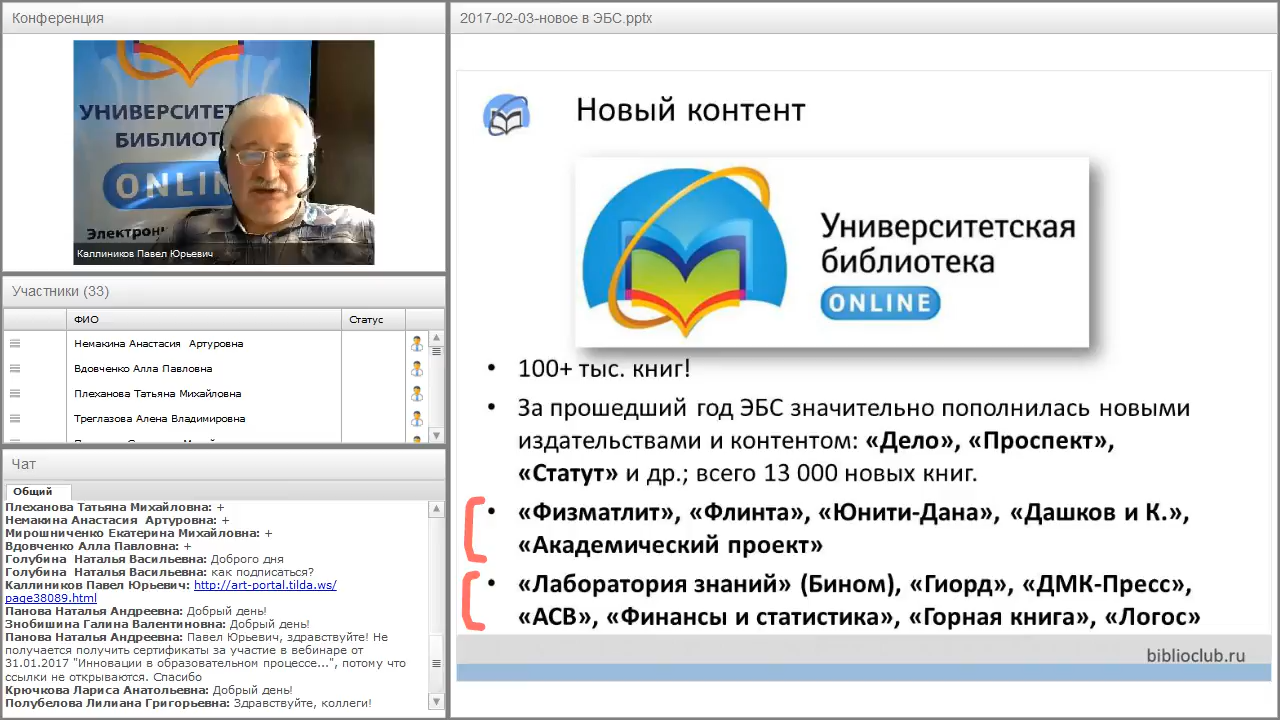 Конференция
УНИВЕРСИТЕТ
БИБЛИОТ
ONLIN
Электрон
Каллиников Павел Юрьевич
Участники (33)
ФИО Статус
Немакина Анастасия Артуровна
Вдовченко Алла Павловна
Плеханова Татьяна Михайловна
Треглазова Алена Владимировна
Чат
Общий
Плеханова Татьяна Михайловна: +
Немакина Анастасия Артуровна: +
Мирошниченко Екатерина Михайловна: +
Вдовченко Алла Павловна: +
Голубина Наталья Васильевна: Доброго дня
Голубина Наталья Васильевна: как подписаться?
Каллиников Павел Юрьевич: http://art-portal.tilda.ws/
page38089.html
Панова Наталья Андреевна: Добрый день!
Знобишина Галина Валентиновна: Добрый день!
Панова Наталья Андреевна: Павел Юрьевич, здравствуйте! Не
получается получить сертификаты за участие в вебинаре от
31.01.2017 "Инновации в образовательном процессе...", потому что
ссылки не открываются. Спасибо
Крючкова Лариса Анатольевна: Добрый день!
Полубелова Лилиана Григорьевна: Здравствуйте, коллеги!
2017-02-03-новое в ЭБС.pptx
Новый контент
Университетская
библиотека
ONLINE
• 100+ тыс. книг!
• За прошедший год ЭБС значительно пополнилась новыми
издательствами и контентом: «Дело», «Проспект»,
«Статут» и др.; всего 13 000 новых книг.
• «Физматлит», «Флинта», «Юнити-Дана», «Дашков и К.»,
«Академический проект»
• «Лаборатория знаний» (Бином), «Гиорд», «ДМК-Пресс»,
«АСВ», «Финансы и статистика», «Горная книга», «Логос»
biblioclub.ru